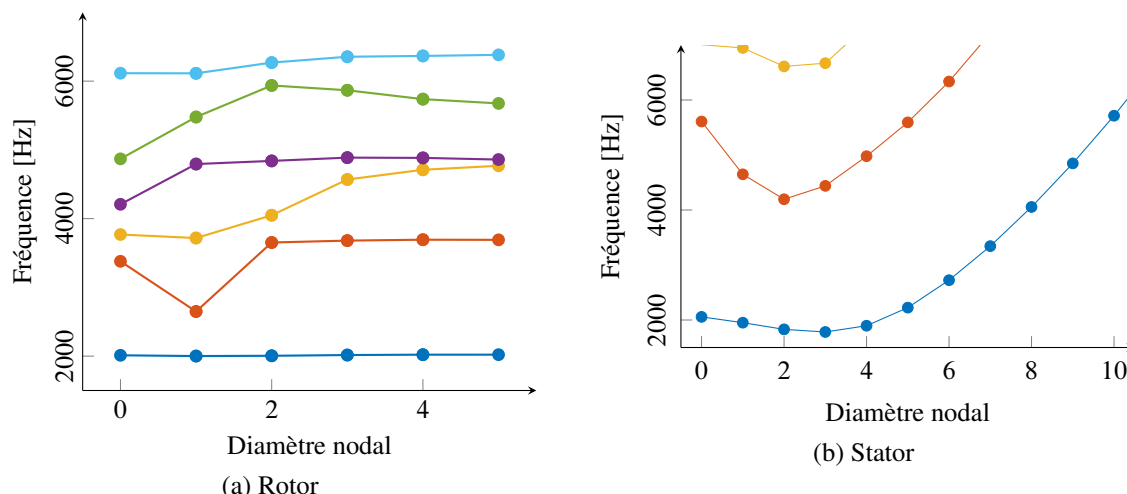 6000
4000
2000
Fréquence [Hz]
0 2 4
Diamètre nodal
(a) Rotor
6000
4000
2000
Fréquence [Hz]
0 2 4 6 8 10
Diamètre nodal
(b) Stator